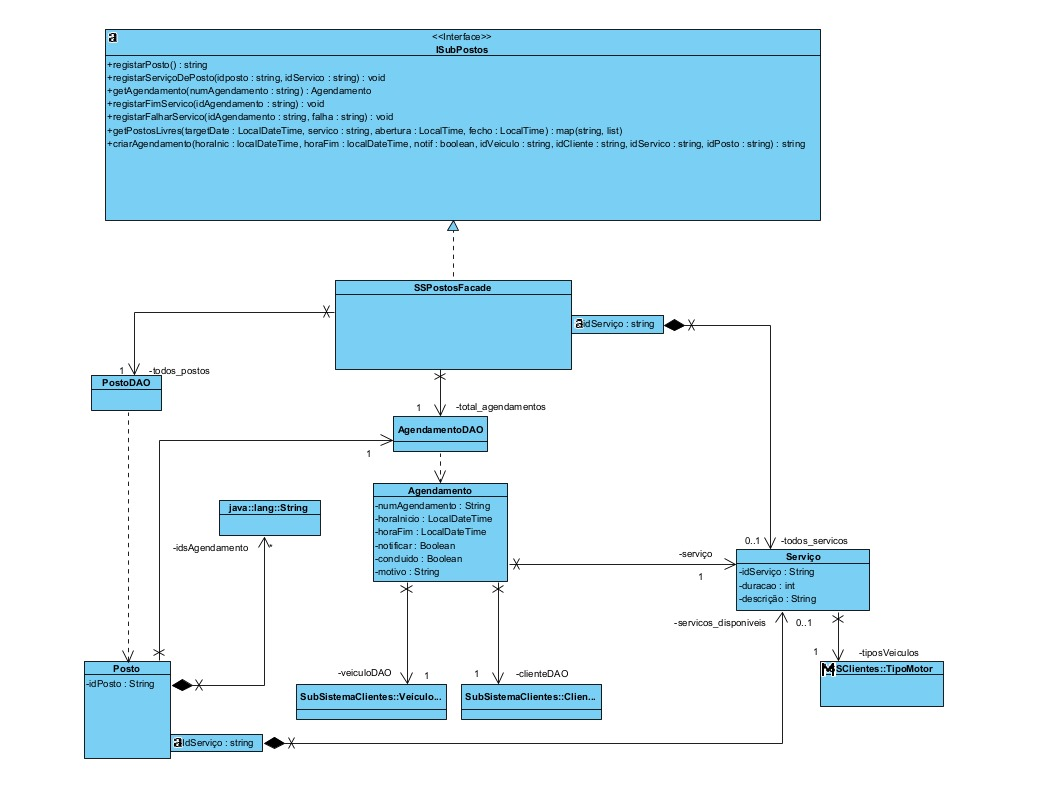 a
<<Interface>>
ISubPostos
+registarPosto() : string
+registarServiçoDePosto(idposto : string, idServico : string) : void
+getAgendamento(numAgendamento : string) : Agendamento
+registarFimServico(idAgendamento : string) : void
+registarFalharServico(idAgendamento : string, falha : string) : void
+getPostosLivres(targetDate : LocalDateTime, servico : string, abertura : LocalTime, fecho : LocalTime) : map(string, list)
+criarAgendamento(horaInic : localDateTime, horaFim : localDateTime, notif : boolean, idVeiculo : string, idCliente : string, idServico : string, idPosto : string) : string
SSPostosFacade
a idServiço : string
1 -todos_postos
PostoDAO
1 -total_agendamentos
AgendamentoDAO
1
Agendamento
-numAgendamento : String
-horaInicio : LocalDateTime
-horaFim : LocalDateTime
-notificar : Boolean
-concluido : Boolean
-motivo : String
java::lang::String
-idsAgendamento *
0..1 -todos_servicos
-serviço
1
Serviço
-idServiço : String
-duracao : int
-descrição : String
-servicos_disponiveis 0..1
1 -tiposVeiculos
M SSClientes::TipoMotor
Posto
-idPosto : String
-veiculoDAO 1
SubSistemaClientes::Veículo...
1 -clienteDAO
SubSistemaClientes::Clien...
a IdServiço : string